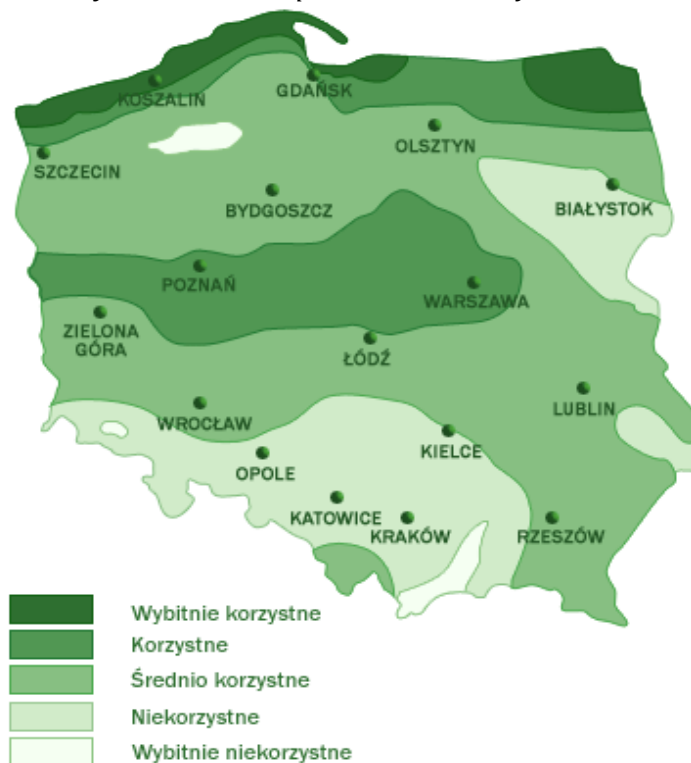 KOSZALIN
GDAŃSK
OLSZTYN
SZCZECIN
BYDGOSZCZ
BIAŁYSTOK
POZNAŃ
WARSZAWA
ZIELONA
GÓRA
ŁÓDŹ
LUBLIN
WROCŁAW
KIELCE
OPOLE
KATOWICE
KRAKÓW
RZESZÓW
Wybitnie korzystne
Korzystne
Średnio korzystne
Niekorzystne
Wybitnie niekorzystne